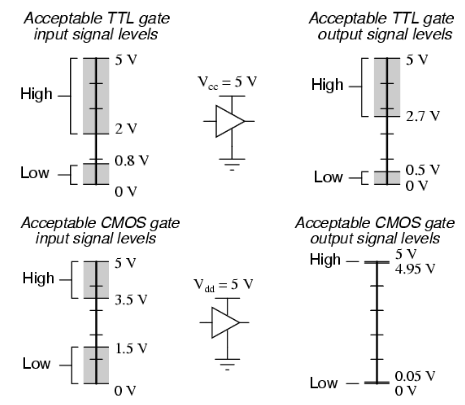 Acceptable TTL gate
input signal levels
5 V
High
2 V
0.8 V
Low
0 V
Vcc = 5 V
Acceptable TTL gate
output signal levels
5 V
High
2.7 V
0.5 V
Low
0 V
Acceptable CMOS gate
input signal levels
5 V
High
3.5 V
1.5 V
Low
0 V
Vdd = 5 V
Acceptable CMOS gate
output signal levels
High
5 V
4.95 V
Low
0.05 V
0 V